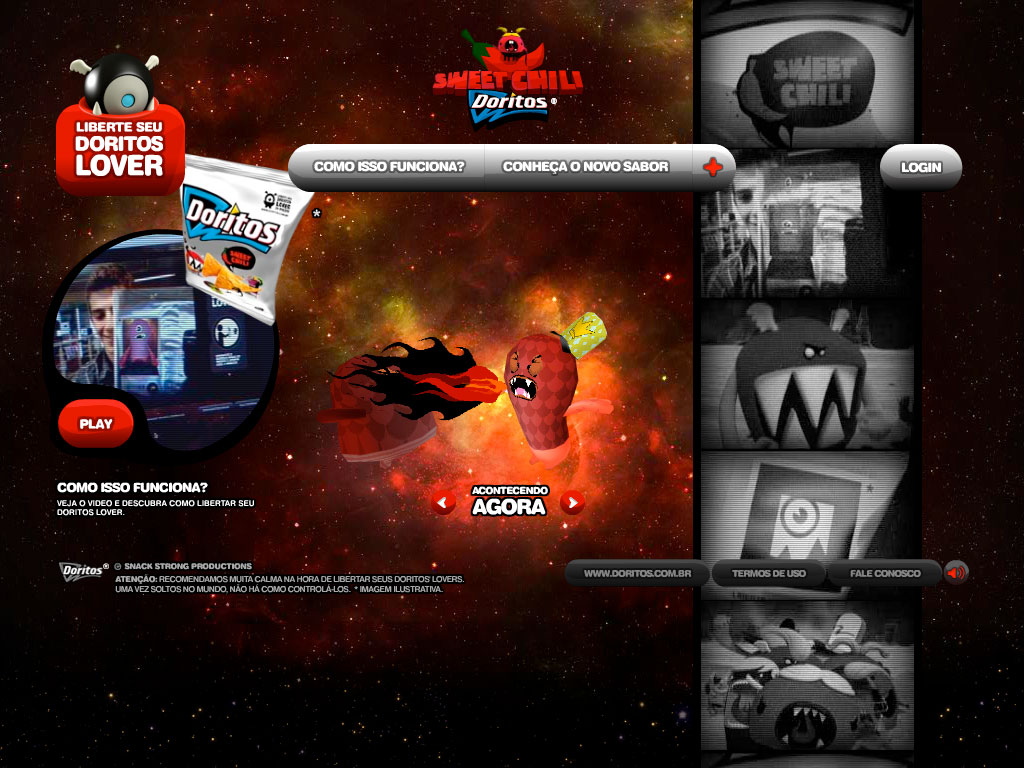 SWEET CHILI
Doritos®
LIBERTE SEU
DORITOS
LOVER
COMO ISSO FUNCIONA?
CONHEÇA O NOVO SABOR
LOGIN
SWEET
CHILI
Doritos
SWEET
CHILI
*
PLAY
COMO ISSO FUNCIONA?
VEJA O VIDEO E DESCUBRA COMO LIBERTAR SEU
DORITOS LOVER.
ACONTECENDO
AGORA
Doritos®
@ SNACK STRONG PRODUCTIONS
ATENÇÃO: RECOMENDAMOS MUITA CALMA NA HORA DE LIBERTAR SEUS DORITOS LOVERS.
UMA VEZ SOLTOS NO MUNDO, NÃO HÁ COMO CONTROLÁ-LOS. * IMAGEM ILUSTRATIVA.
WWW.DORITOS.COM.BR
TERMOS DE USO
FALE CONOSCO